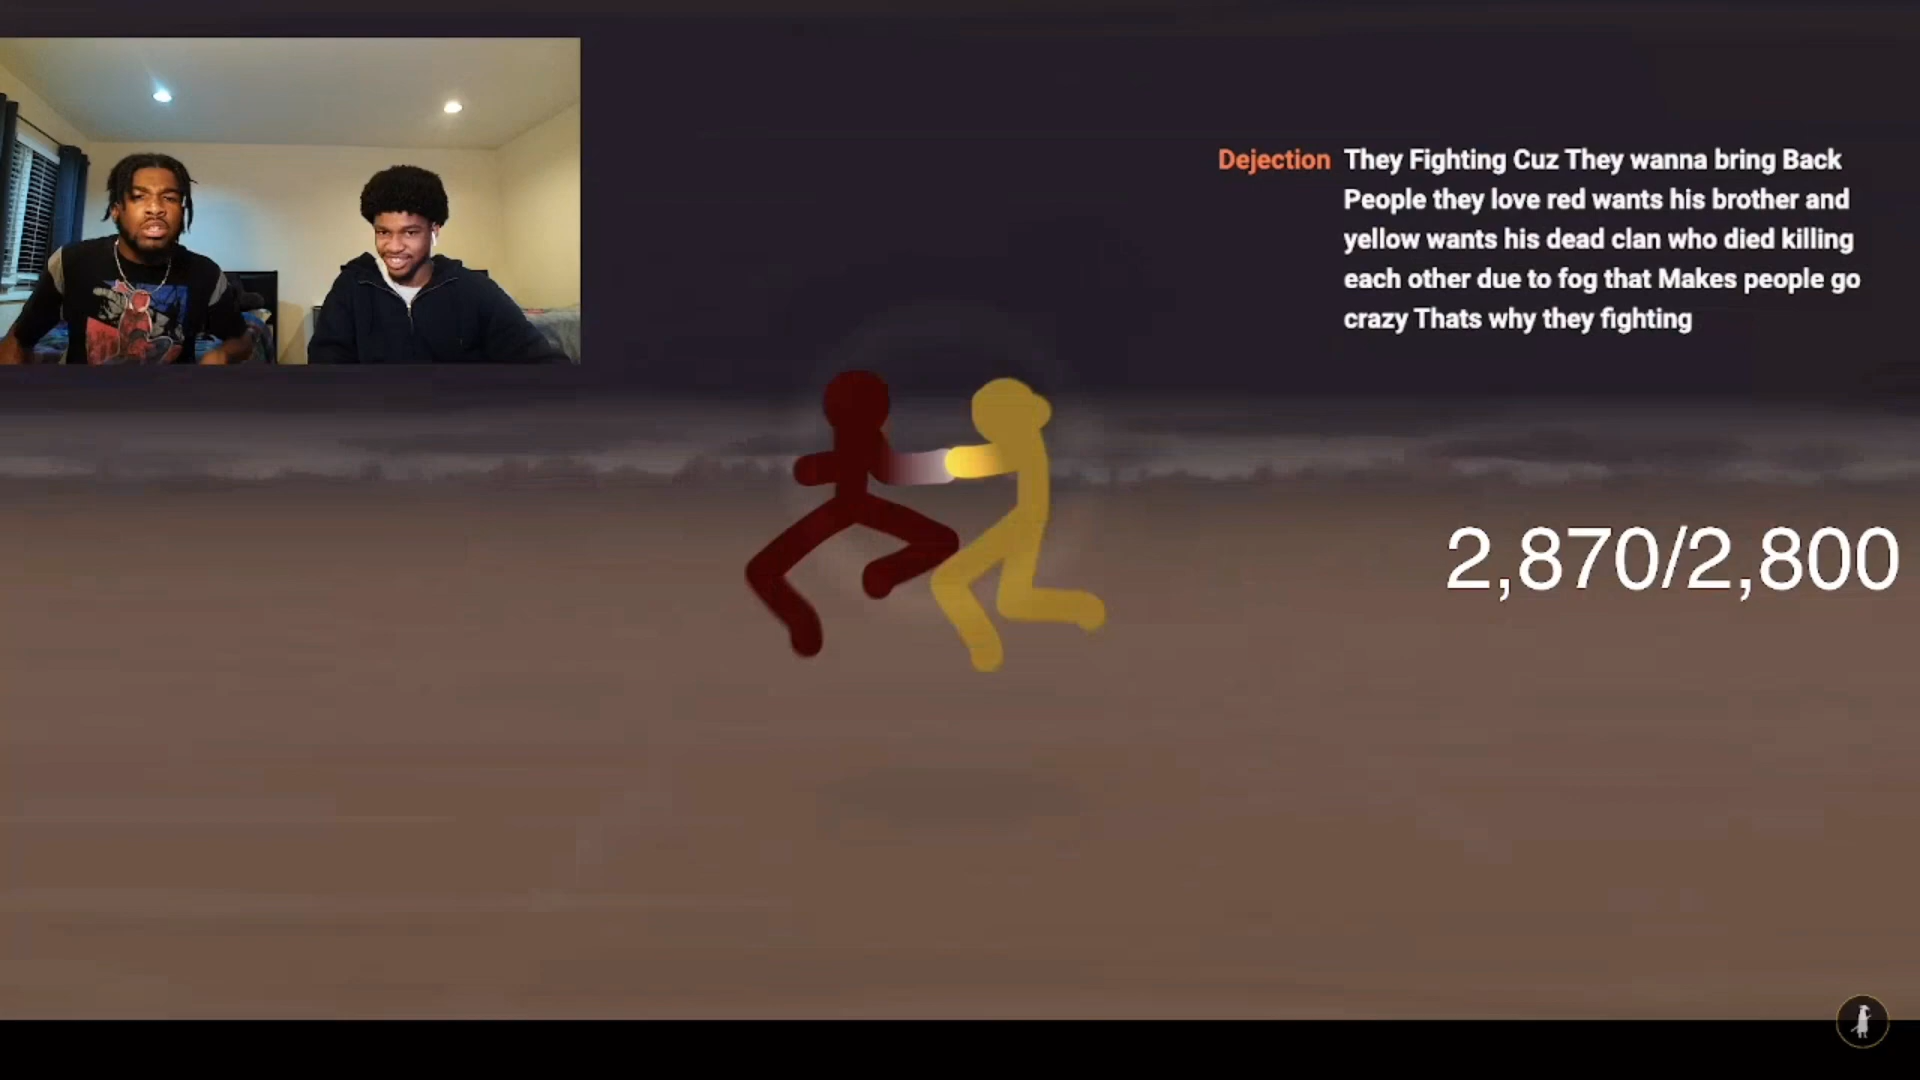 Dejection They Fighting Cuz They wanna bring Back
People they love red wants his brother and
yellow wants his dead clan who died killing
each other due to fog that Makes people go
crazy Thats why they fighting
2,870/2,800